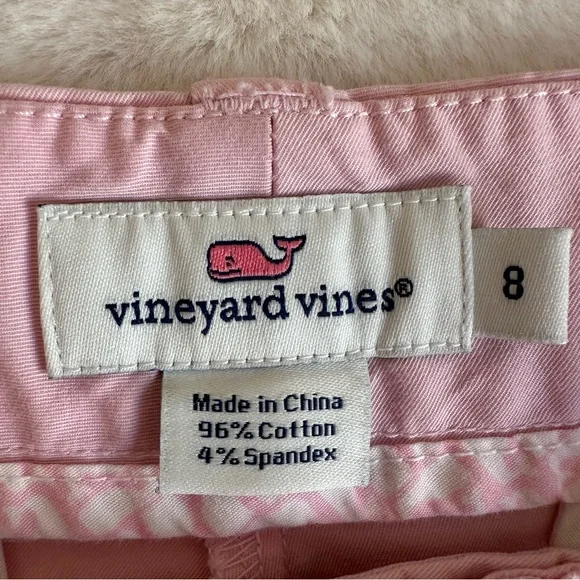 vineyard vines®
8
Made in China
96% Cotton
4% Spandex